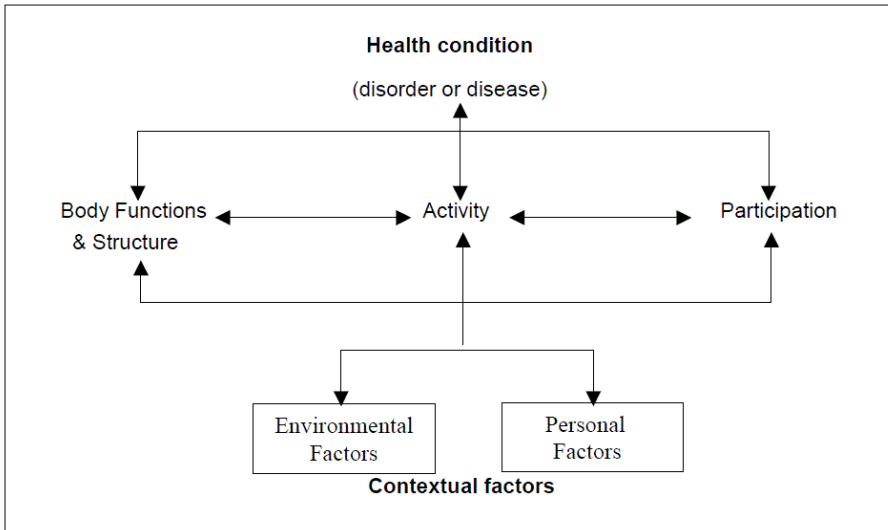 Health condition
(disorder or disease)
Body Functions
& Structure
Activity
Participation
Environmental
Factors
Personal
Factors
Contextual factors